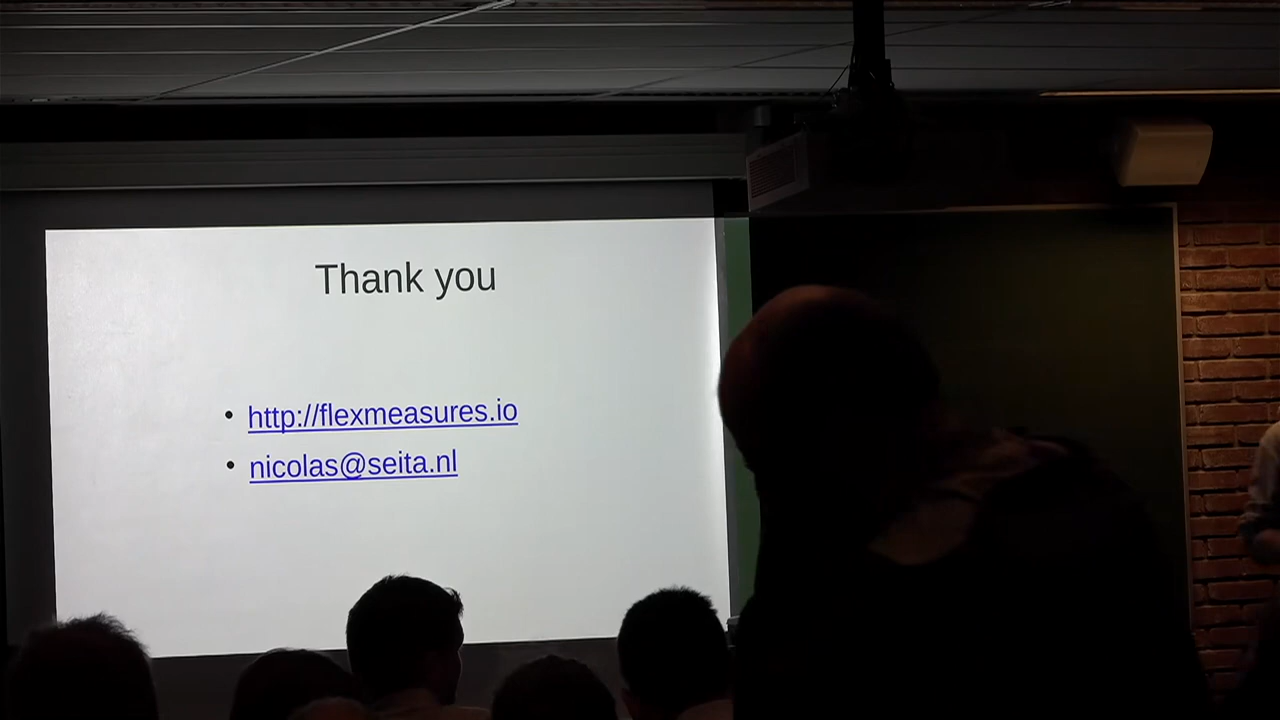 Thank you
• http://flexmeasures.io
• nicolas@seita.nl